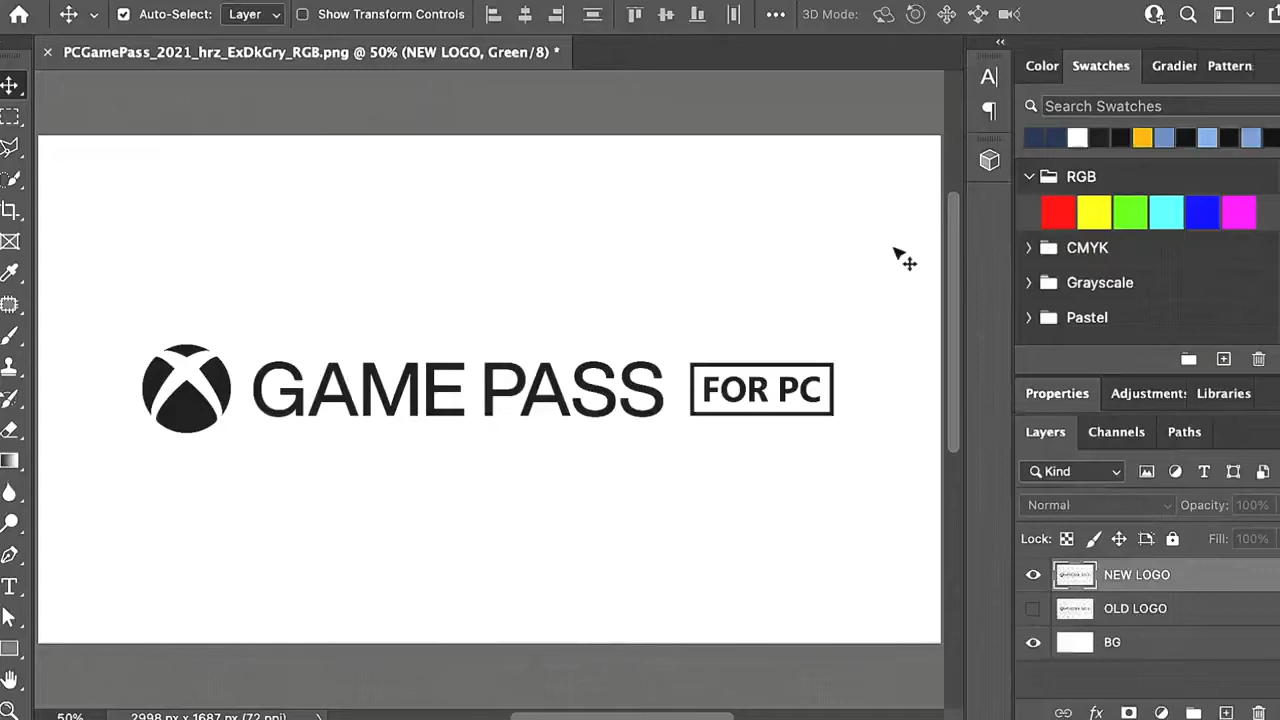 Auto-Select: Layer Show Transform Controls 3D Mode:
PCGamePass_2021_hrz_ExDkGry_RGB.png @ 50% (NEW LOGO, Green/8) *
Color Swatches Gradier Pattern
Search Swatches
RGB
CMYK
Grayscale
Pastel
GAME PASS FOR PC
Properties Adjustment: Libraries
Layers Channels Paths
Kind
Normal Opacity: 100%
Lock: Fill: 100%
NEW LOGO
OLD LOGO
BG
50% 2998 px x 1687 px (72 ppi)